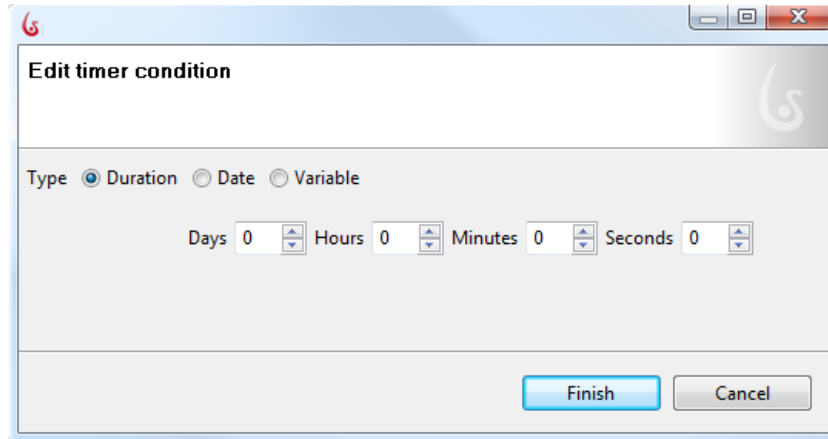 Edit timer condition
Type Duration Date Variable
Days 0 Hours 0 Minutes 0 Seconds 0
Finish Cancel